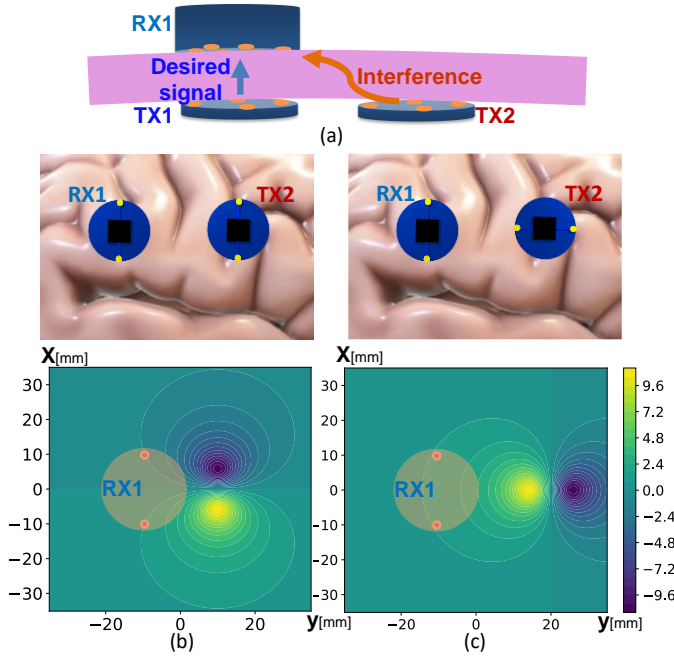 RX1
Desired
signal
Interference
TX1
TX2
(a)
RX1
TX2
RX1
TX2
X[mm]
X[mm]
30
20
10
0
−10
−20
−30
RX1
30
20
10
0
−10
−20
−30
RX1
9.6
7.2
4.8
2.4
0.0
−2.4
−4.8
−7.2
−9.6
−20
0
20
y[mm]
−20
0
20
y[mm]
(b)
(c)